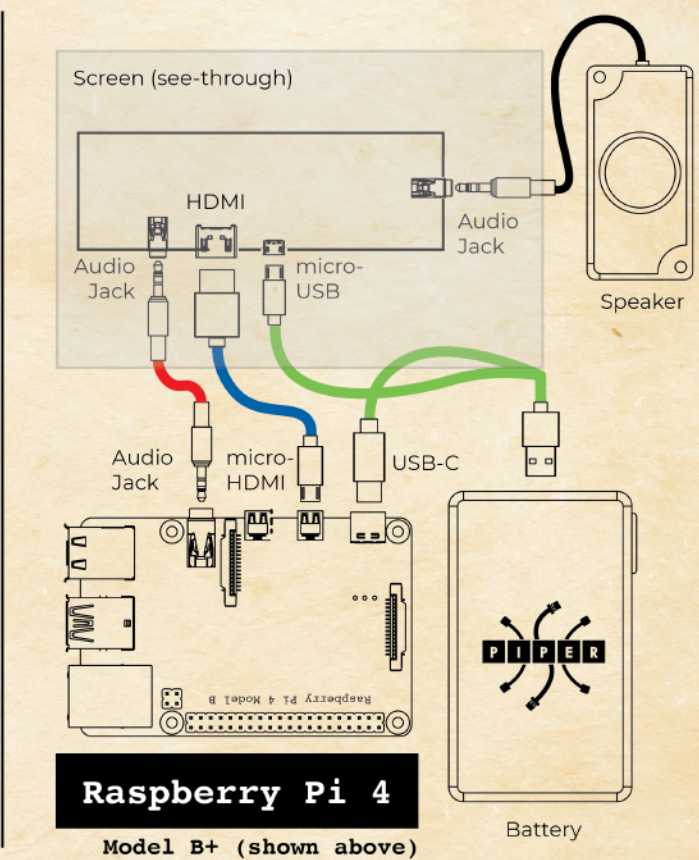 Screen (see-through)
HDMI
Audio
Jack
micro-
USB
Audio
Jack
Speaker
Audio
Jack
micro-
HDMI
USB-C
Raspberry Pi 4 Model B
PIPER
Raspberry Pi 4
Model B+ (shown above)
Battery